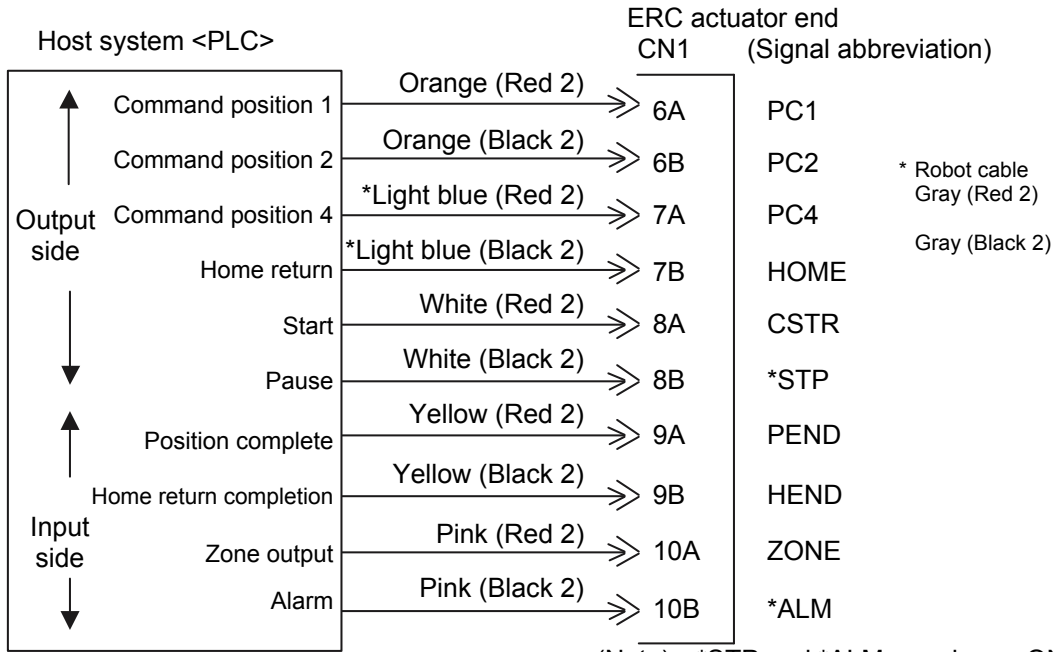 ERC actuator end
Host system <PLC>
CN1 (Signal abbreviation)
Output side
Input side
Command position 1 Orange (Red 2) 6A PC1
Command position 2 Orange (Black 2) 6B PC2
Command position 4 *Light blue (Red 2) 7A PC4
Home return *Light blue (Black 2) 7B HOME
Start White (Red 2) 8A CSTR
Pause White (Black 2) 8B *STP
Position complete Yellow (Red 2) 9A PEND
Home return completion Yellow (Black 2) 9B HEND
Zone output Pink (Red 2) 10A ZONE
Alarm Pink (Black 2) 10B *ALM
* Robot cable
Gray (Red 2)
Gray (Black 2)